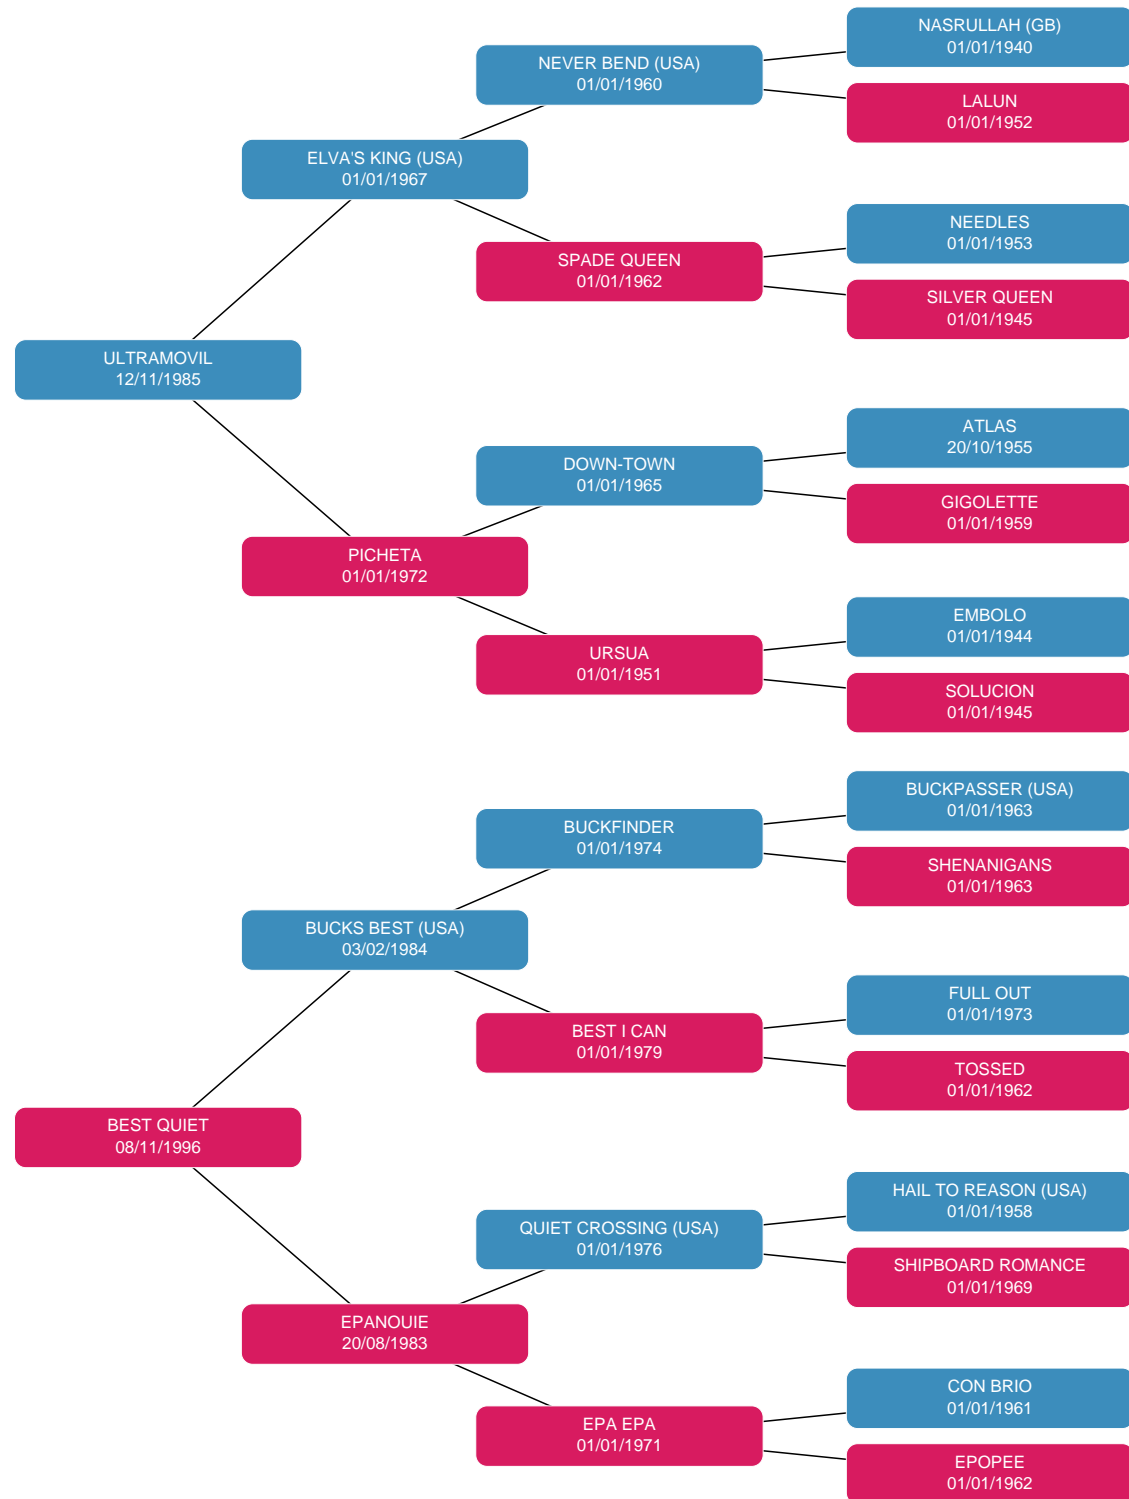 NASRULLAH (GB)
01/01/1940
NEVER BEND (USA)
01/01/1960
LALUN
01/01/1952
ELVA'S KING (USA)
01/01/1967
NEEDLES
01/01/1953
SPADE QUEEN
01/01/1962
SILVER QUEEN
01/01/1945
ULTRAMOVIL
12/11/1985
ATLAS
20/10/1955
DOWN-TOWN
01/01/1965
GIGOLETTE
01/01/1959
PICHETA
01/01/1972
EMBOLO
01/01/1944
URSUA
01/01/1951
SOLUCION
01/01/1945
BUCKPASSER (USA)
01/01/1963
BUCKFINDER
01/01/1974
SHENANIGANS
01/01/1963
BUCKS BEST (USA)
03/02/1984
FULL OUT
01/01/1973
BEST I CAN
01/01/1979
TOSSED
01/01/1962
BEST QUIET
08/11/1996
HAIL TO REASON (USA)
01/01/1958
QUIET CROSSING (USA)
01/01/1976
SHIPBOARD ROMANCE
01/01/1969
EPANOUIE
20/08/1983
CON BRIO
01/01/1961
EPA EPA
01/01/1971
EPOPEE
01/01/1962